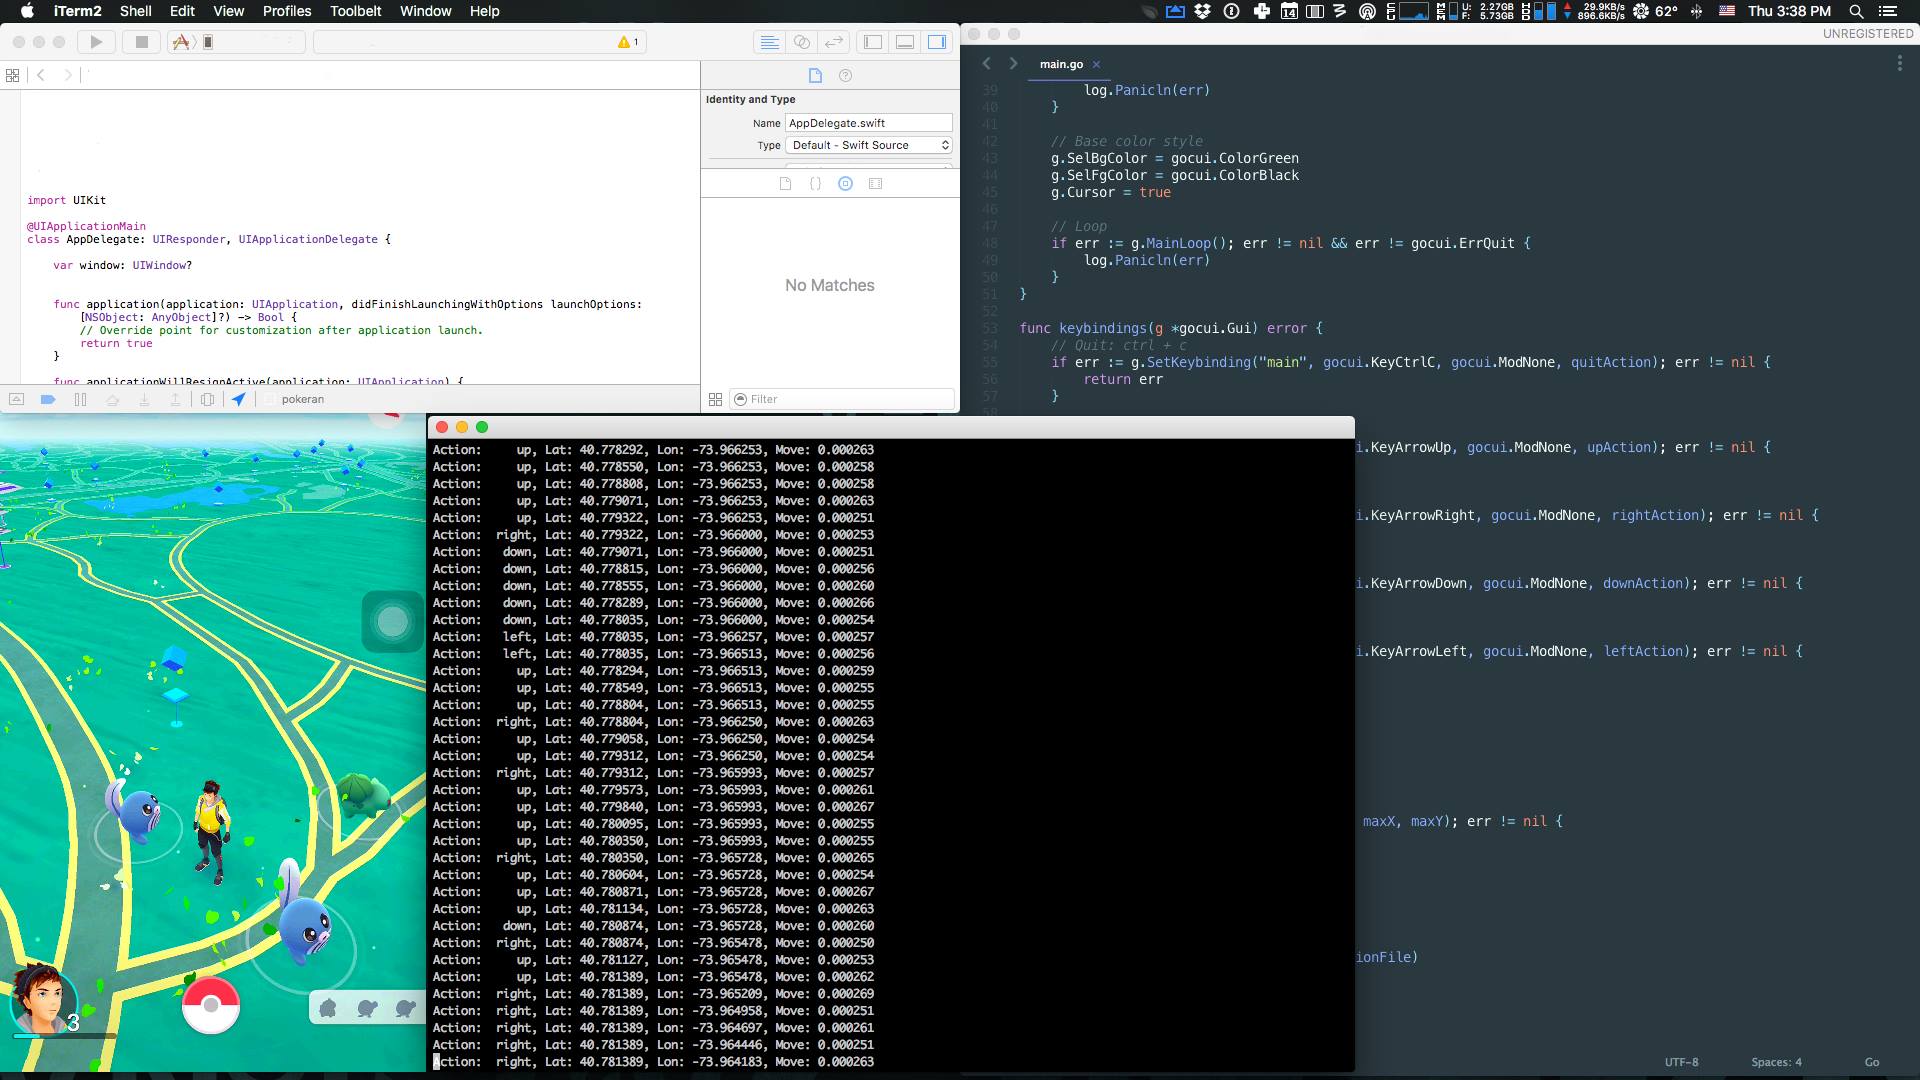 iTerm2 Shell Edit View Profiles Toolbelt Window Help
14 U: 2.27GB F: 5.73GB 29.9KB/s 896.6KB/s 62° Thu 3:38 PM
1
Identity and Type
Name AppDelegate.swift
Type Default - Swift Source
No Matches
Filter
import UIKit
@UIApplicationMain
class AppDelegate: UIResponder, UIApplicationDelegate {
var window: UIWindow?
func application(application: UIApplication, didFinishLaunchingWithOptions launchOptions:
[NSObject: AnyObject]?) -> Bool {
// Override point for customization after application launch.
return true
}
func applicationWillResignActive(application: UIApplication) {
pokeran
UNREGISTERED
main.go ×
39 log.Panicln(err)
40 }
41
42 // Base color style
43 g.SelBgColor = gocui.ColorGreen
44 g.SelFgColor = gocui.ColorBlack
45 g.Cursor = true
46
47 // Loop
48 if err := g.MainLoop(); err != nil && err != gocui.ErrQuit {
49 log.Panicln(err)
50 }
51 }
52
53 func keybindings(g *gocui.Gui) error {
54 // Quit: ctrl + c
55 if err := g.SetKeybinding("main", gocui.KeyCtrlC, gocui.ModNone, quitAction); err != nil {
56 return err
57 }
58
i.KeyArrowUp, gocui.ModNone, upAction); err != nil {
i.KeyArrowRight, gocui.ModNone, rightAction); err != nil {
i.KeyArrowDown, gocui.ModNone, downAction); err != nil {
i.KeyArrowLeft, gocui.ModNone, leftAction); err != nil {
maxX, maxY); err != nil {
ionFile)
UTF-8 Spaces: 4 Go
Action: up, Lat: 40.778292, Lon: -73.966253, Move: 0.000263
Action: up, Lat: 40.778550, Lon: -73.966253, Move: 0.000258
Action: up, Lat: 40.778808, Lon: -73.966253, Move: 0.000258
Action: up, Lat: 40.779071, Lon: -73.966253, Move: 0.000263
Action: up, Lat: 40.779322, Lon: -73.966253, Move: 0.000251
Action: right, Lat: 40.779322, Lon: -73.966000, Move: 0.000253
Action: down, Lat: 40.779071, Lon: -73.966000, Move: 0.000251
Action: down, Lat: 40.778815, Lon: -73.966000, Move: 0.000256
Action: down, Lat: 40.778555, Lon: -73.966000, Move: 0.000260
Action: down, Lat: 40.778289, Lon: -73.966000, Move: 0.000266
Action: down, Lat: 40.778035, Lon: -73.966000, Move: 0.000254
Action: left, Lat: 40.778035, Lon: -73.966257, Move: 0.000257
Action: left, Lat: 40.778035, Lon: -73.966513, Move: 0.000256
Action: up, Lat: 40.778294, Lon: -73.966513, Move: 0.000259
Action: up, Lat: 40.778549, Lon: -73.966513, Move: 0.000255
Action: up, Lat: 40.778804, Lon: -73.966513, Move: 0.000255
Action: right, Lat: 40.778804, Lon: -73.966250, Move: 0.000263
Action: up, Lat: 40.779058, Lon: -73.966250, Move: 0.000254
Action: up, Lat: 40.779312, Lon: -73.966250, Move: 0.000254
Action: right, Lat: 40.779312, Lon: -73.965993, Move: 0.000257
Action: up, Lat: 40.779573, Lon: -73.965993, Move: 0.000261
Action: up, Lat: 40.779840, Lon: -73.965993, Move: 0.000267
Action: up, Lat: 40.780095, Lon: -73.965993, Move: 0.000255
Action: up, Lat: 40.780350, Lon: -73.965993, Move: 0.000255
Action: right, Lat: 40.780350, Lon: -73.965728, Move: 0.000265
Action: up, Lat: 40.780604, Lon: -73.965728, Move: 0.000254
Action: up, Lat: 40.780871, Lon: -73.965728, Move: 0.000267
Action: up, Lat: 40.781134, Lon: -73.965728, Move: 0.000263
Action: down, Lat: 40.780874, Lon: -73.965728, Move: 0.000260
Action: right, Lat: 40.780874, Lon: -73.965478, Move: 0.000250
Action: up, Lat: 40.781127, Lon: -73.965478, Move: 0.000253
Action: up, Lat: 40.781389, Lon: -73.965478, Move: 0.000262
Action: right, Lat: 40.781389, Lon: -73.965209, Move: 0.000269
Action: right, Lat: 40.781389, Lon: -73.964958, Move: 0.000251
Action: right, Lat: 40.781389, Lon: -73.964697, Move: 0.000261
Action: right, Lat: 40.781389, Lon: -73.964446, Move: 0.000251
Action: right, Lat: 40.781389, Lon: -73.964183, Move: 0.000263
3